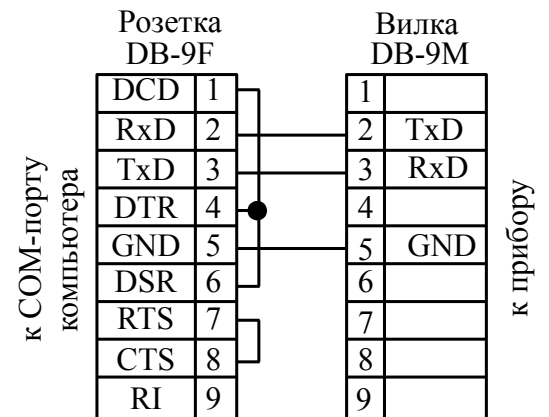 Розетка
DB-9F
Вилка
DB-9M
DCD 1
RxD 2
TxD 3
DTR 4
GND 5
DSR 6
RTS 7
CTS 8
RI 9
1
2 TxD
3 RxD
4
5 GND
6
7
8
9
к COM-порту
компьютера
к прибору